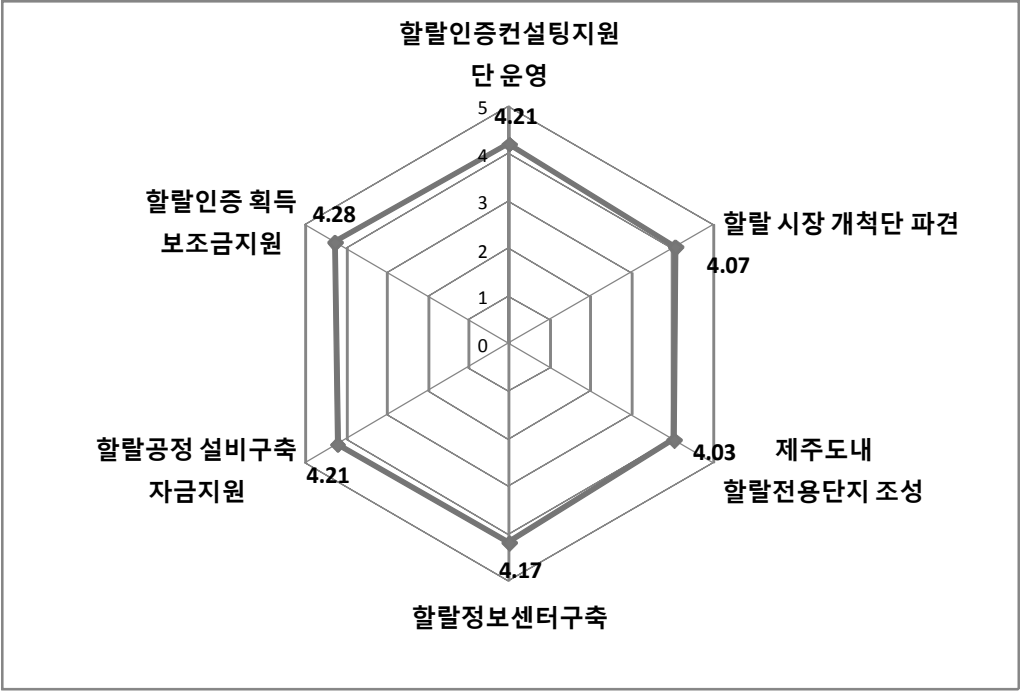 할랄인증컨설팅지원
단 운영
5
4.21
4
할랄인증 획득
보조금지원
4.28
3
할랄 시장 개척단 파견
4.07
2
1
0
할랄공정 설비구축
자금지원
4.21
4.03
제주도내
할랄전용단지 조성
4.17
할랄정보센터구축